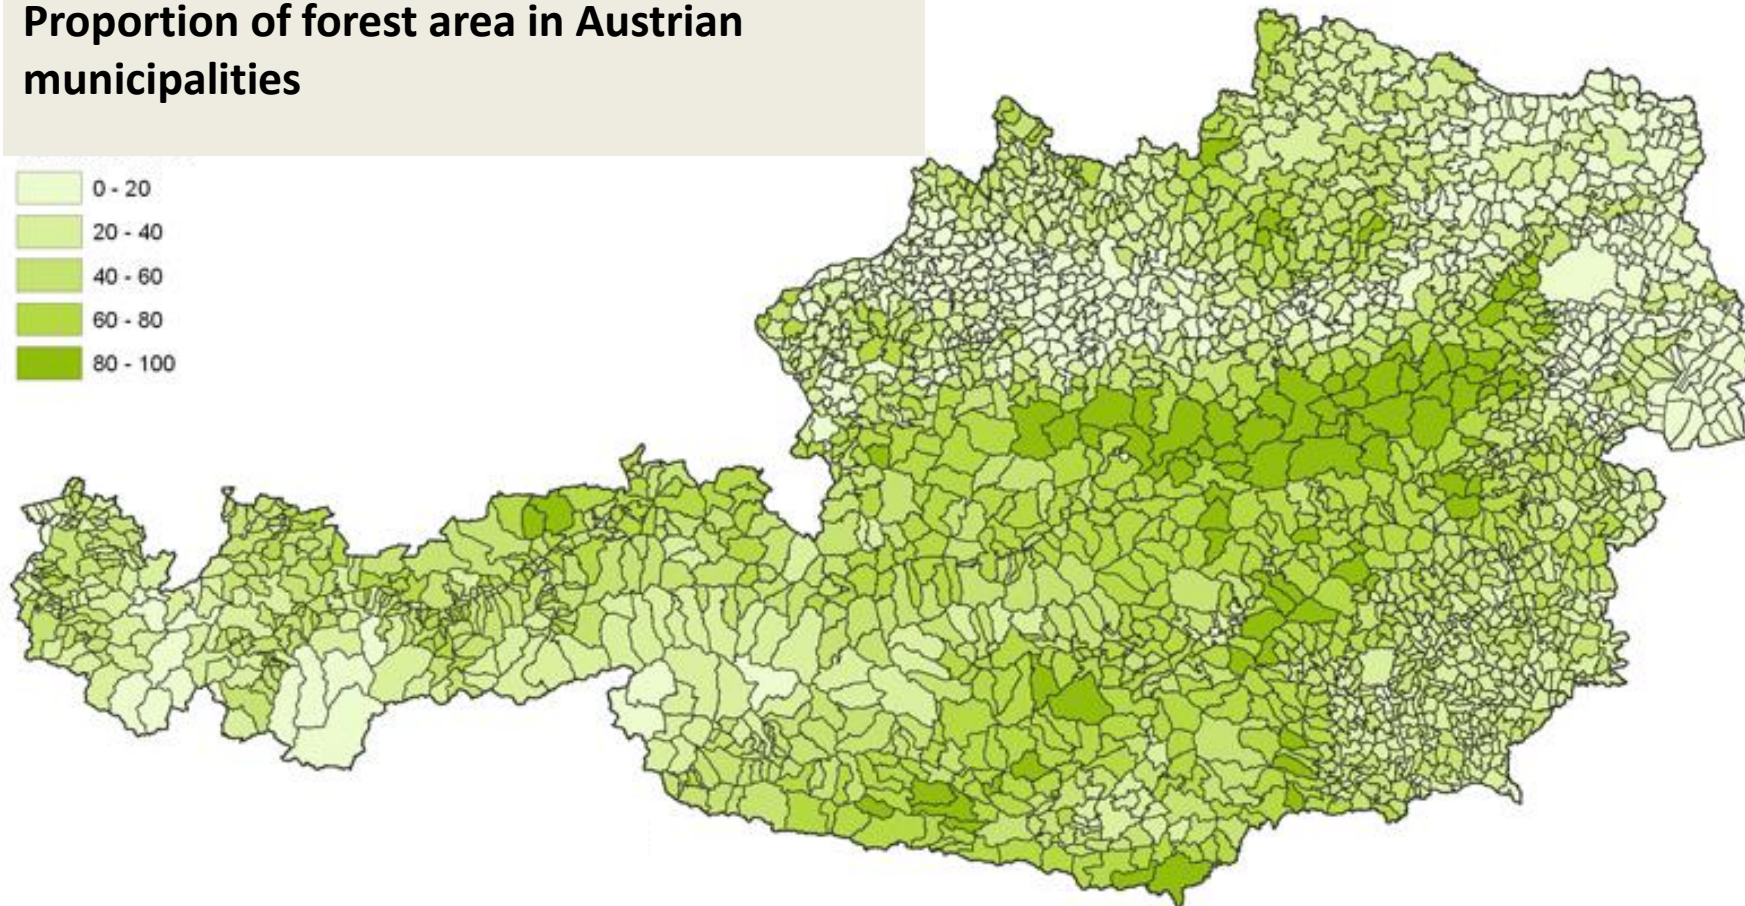 Proportion of forest area in Austrian
municipalities
0 - 20
20 - 40
40 - 60
60 - 80
80 - 100